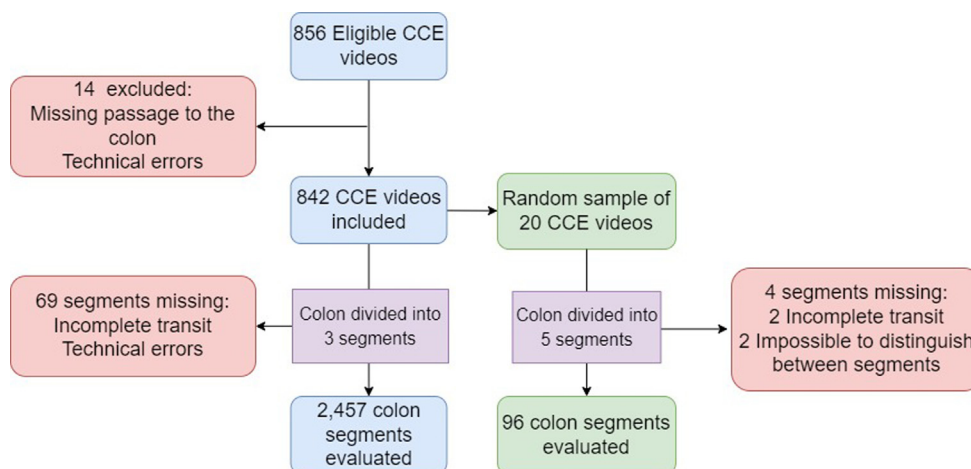 856 Eligible CCE
videos
14 excluded:
Missing passage to the
colon
Technical errors
842 CCE videos
included
Random sample of
20 CCE videos
69 segments missing:
Incomplete transit
Technical errors
Colon divided into
3 segments
Colon divided into
5 segments
4 segments missing:
2 Incomplete transit
2 Impossible to distinguish
between segments
2,457 colon
segments
evaluated
96 colon segments
evaluated